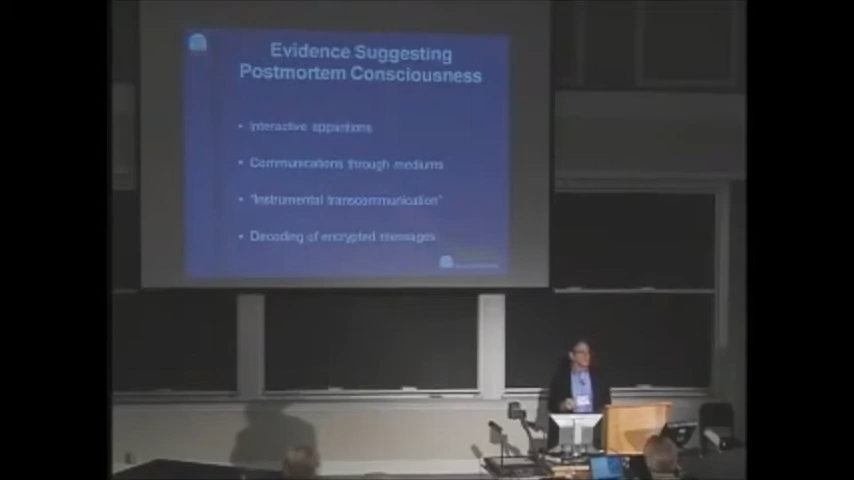 Evidence Suggesting
Postmortem Consciousness
• Interactive apparitions
• Communications through mediums
• "Instrumental transcommunication"
• Decoding of encrypted messages